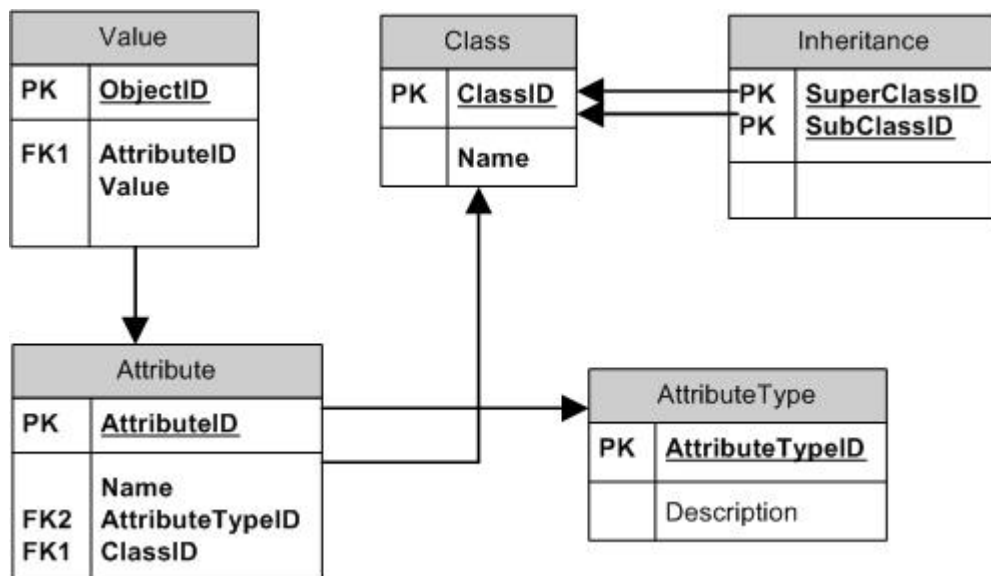 Value
PK ObjectID
FK1 AttributeID
Value
Class
PK ClassID
Name
Inheritance
PK SuperClassID
PK SubClassID
Attribute
PK AttributeID
Name
FK2 AttributeTypeID
FK1 ClassID
AttributeType
PK AttributeTypeID
Description